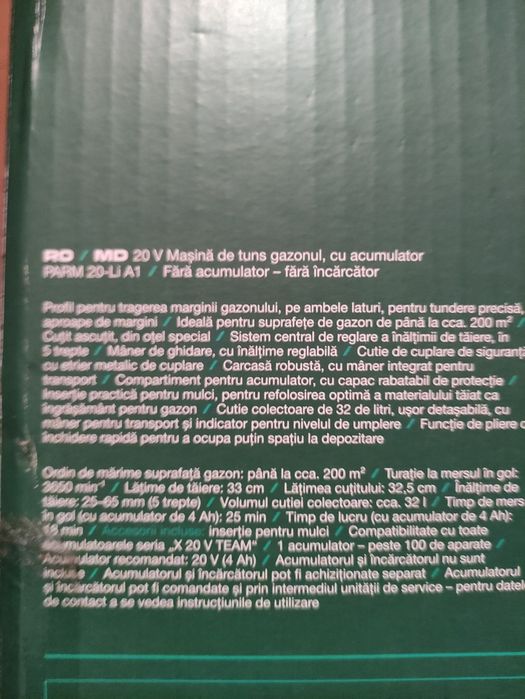 RO / MD 20 V Mașină de tuns gazonul, cu acumulator
PARM 20-Li A1 / Fără acumulator – fără încărcător
Profil pentru tragerea marginii gazonului, pe ambele laturi, pentru tundere precisă,
aproape de margini / Ideală pentru suprafețe de gazon de până la cca. 200 m² /
Cuțit ascuțit, din oțel special / Sistem central de reglare a înălțimii de tăiere, în
5 trepte / Mâner de ghidare, cu înălțime reglabilă / Cutie de cuplare de siguranț
cu etrier metalic de cuplare / Carcasă robustă, cu mâner integrat pentru
transport / Compartiment pentru acumulator, cu capac rabatabil de protecție /
Inserție practică pentru mulci, pentru refolosirea optimă a materialului tăiat ca
îngrășământ pentru gazon / Cutie colectoare de 32 de litri, ușor detașabilă, cu
mâner pentru transport și indicator pentru nivelul de umplere / Funcție de pliere c
închidere rapidă pentru a ocupa puțin spațiu la depozitare
Ordin de mărime suprafață gazon: până la cca. 200 m² / Turație la mersul în gol:
3650 min⁻¹ / Lățime de tăiere: 33 cm / Lățimea cuțitului: 32,5 cm / Înălțime de
tăiere: 25–65 mm (5 trepte) / Volumul cutiei colectoare: cca. 32 l / Timp de mers
în gol (cu acumulator de 4 Ah): 25 min / Timp de lucru (cu acumulator de 4 Ah):
15 min / Accesorii incluse: inserție pentru mulci / Compatibilitate cu toate
acumulatoarele seria „X 20 V TEAM” / 1 acumulator – peste 100 de aparate /
Acumulator recomandat: 20 V (4 Ah) / Acumulatorul și încărcătorul nu sunt
incluse / Acumulatorul și încărcătorul pot fi achiziționate separat / Acumulatorul
și încărcătorul pot fi comandate și prin intermediul unității de service – pentru datel
de contact a se vedea instrucțiunile de utilizare